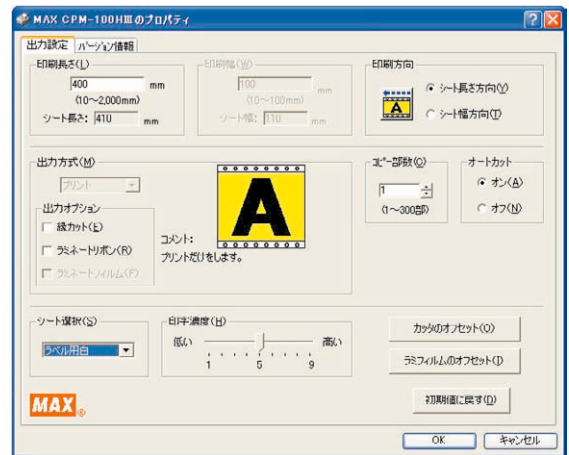 MAX CPM-100HⅢのプロパティ
出力設定
バージョン情報
印刷長さ(L)
400 mm
(10～2,000mm)
シート長さ: 410 mm
印刷幅(W)
100 mm
(10～100mm)
シート幅: 110 mm
印刷方向
A
シート長さ方向(Y)
シート幅方向(T)
出力方式(M)
プリント
出力オプション
縁カット(E)
ラミネートリボン(R)
ラミネートフィルム(F)
A
コメント:
プリントだけをします。
コピー部数(C)
1
(1～300部)
オートカット
オン(A)
オフ(N)
シート選択(S)
ラベル用白
印字濃度(H)
低い 高い
1 5 9
カッタのオフセット(O)
ラミフィルムのオフセット(I)
初期値に戻す(D)
MAX®
OK
キャンセル